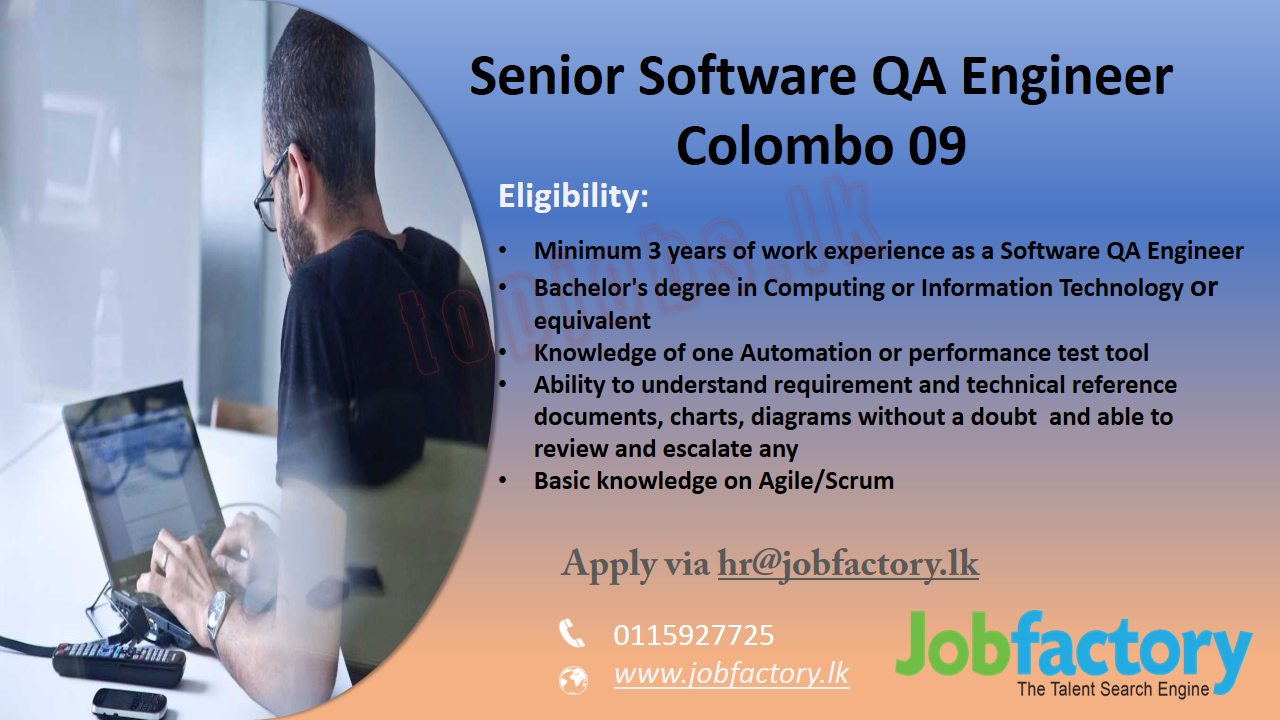 Senior Software QA Engineer
Colombo 09
Eligibility:
• Minimum 3 years of work experience as a Software QA Engineer
• Bachelor's degree in Computing or Information Technology or
equivalent
• Knowledge of one Automation or performance test tool
• Ability to understand requirement and technical reference
documents, charts, diagrams without a doubt  and able to
review and escalate any
• Basic knowledge on Agile/Scrum
topjobs.lk
Apply via hr@jobfactory.lk
0115927725
www.jobfactory.lk
Jobfactory
The Talent Search Engine